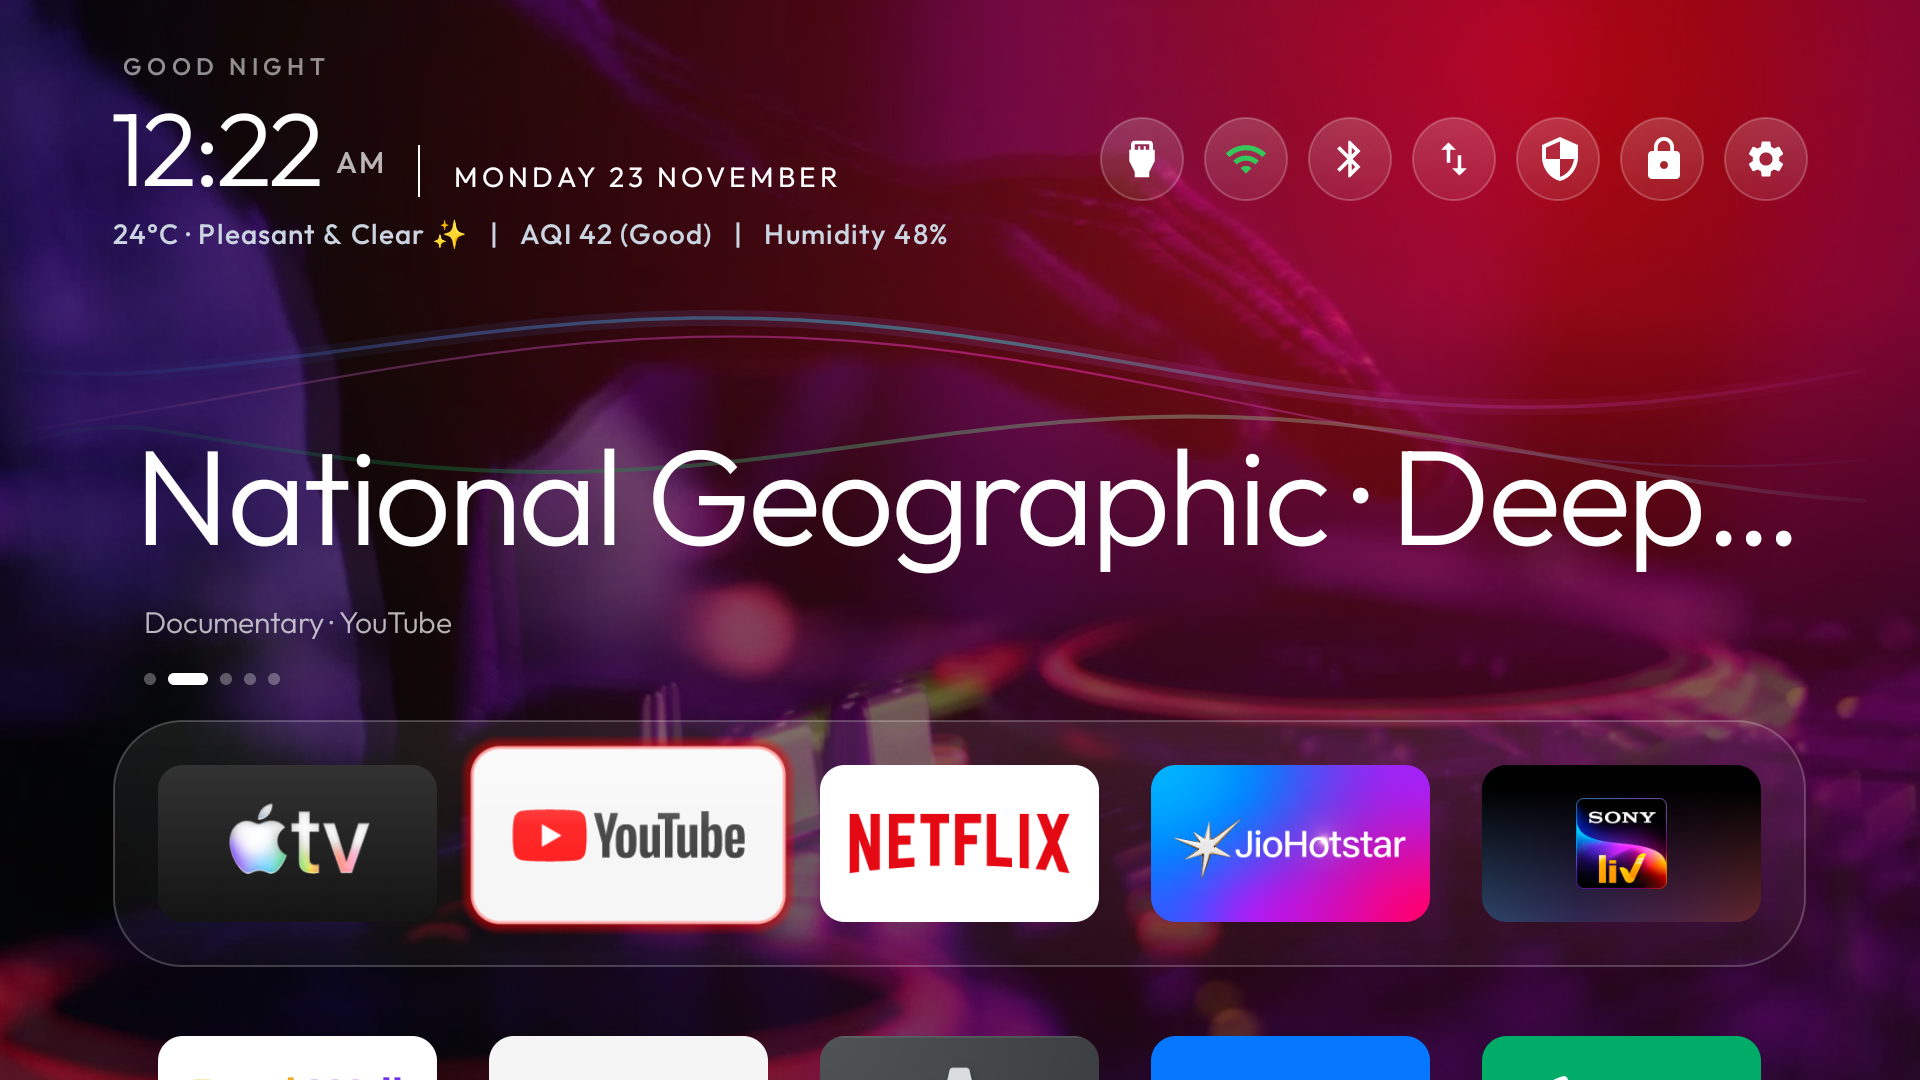 GOOD NIGHT
12:22 AM | MONDAY 23 NOVEMBER
24°C · Pleasant & Clear ✨ | AQI 42 (Good) | Humidity 48%
National Geographic · Deep...
Documentary · YouTube
tv
YouTube
NETFLIX
JioHotstar
SONY
liv